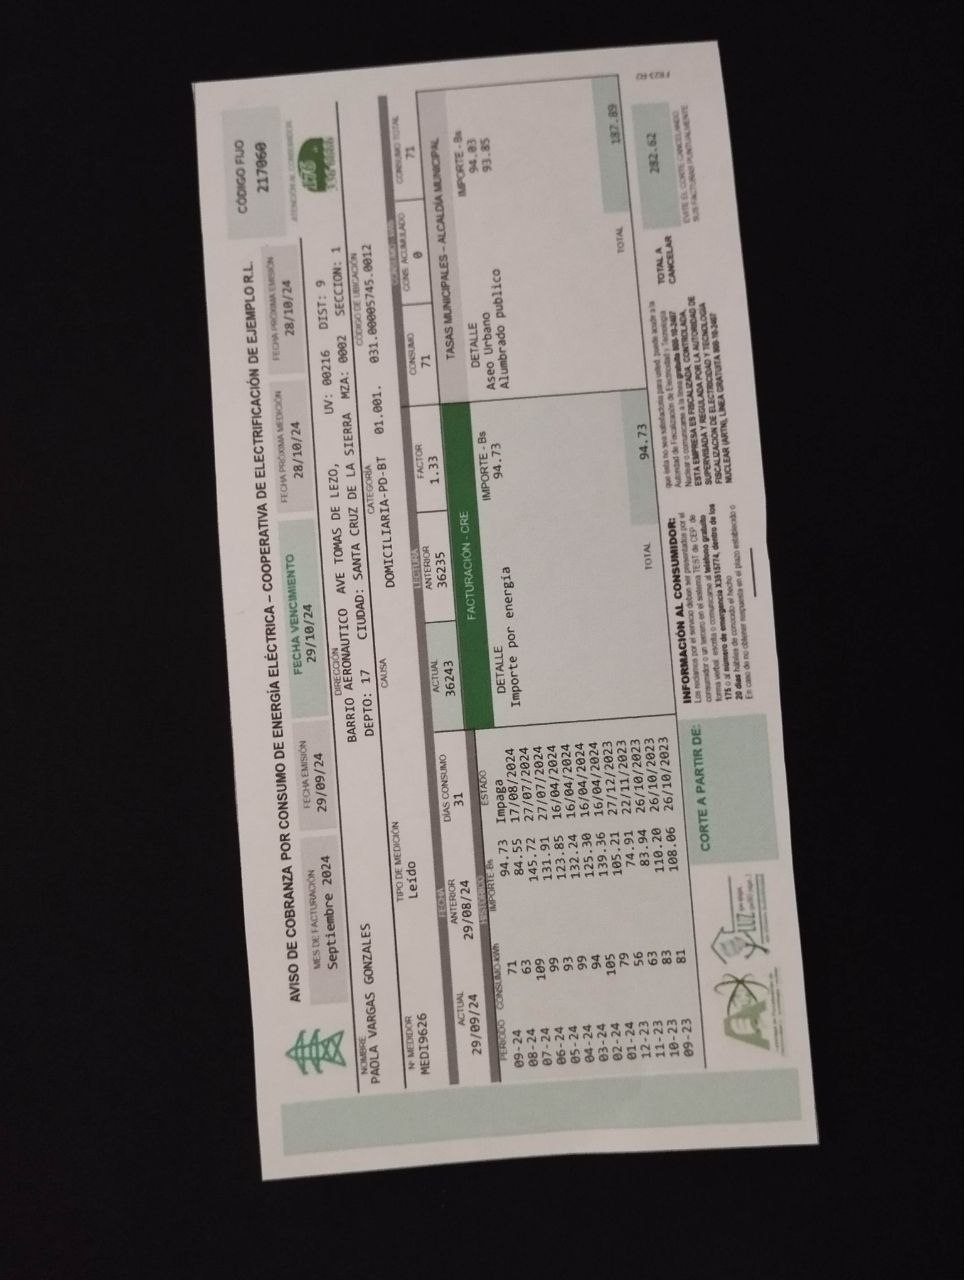 AVISO DE COBRANZA POR CONSUMO DE ENERGÍA ELÉCTRICA – COOPERATIVA DE ELECTRIFICACIÓN DE EJEMPLO R.L.
CÓDIGO FIJO
217060
MES DE FACTURACIÓN
Septiembre 2024
FECHA EMISIÓN
29/09/24
FECHA VENCIMIENTO
29/10/24
FECHA PRÓXIMA MEDICIÓN
28/10/24
FECHA PRÓXIMA EMISIÓN
28/10/24
ATENCIÓN AL CONSUMIDOR
176
NOMBRE
PAOLA VARGAS GONZALES
DIRECCIÓN
BARRIO AERONAUTICO AVE TOMAS DE LEZO, UV: 00216 DIST: 9
DEPTO: 17 CIUDAD: SANTA CRUZ DE LA SIERRA MZA: 0002 SECCION: 1
N° MEDIDOR
MEDI9626
TIPO DE MEDICIÓN
Leído
CAUSA
CATEGORÍA
DOMICILIARIA-PD-BT
CÓDIGO DE UBICACIÓN
01.001. 031.00005745.0012
FECHA
LECTURA
ACTUAL
29/09/24
ANTERIOR
29/08/24
DÍAS CONSUMO
31
ACTUAL
36243
ANTERIOR
36235
FACTOR
1.33
CONSUMO
71
CONS. ACUMULADO
0
CONSUMO TOTAL
71
HISTÓRICO
PERIODO CONSUMO-kWh IMPORTE-Bs ESTADO
09-24 71 94.73 Impaga
08-24 63 84.55 17/08/2024
07-24 109 145.72 27/07/2024
06-24 99 131.91 27/07/2024
05-24 93 123.85 16/04/2024
04-24 99 132.24 16/04/2024
03-24 94 125.30 16/04/2024
02-24 105 139.36 16/04/2024
01-24 79 105.21 27/12/2023
12-23 56 74.91 22/11/2023
11-23 63 83.94 26/10/2023
10-23 83 110.20 26/10/2023
09-23 81 108.06 26/10/2023
FACTURACIÓN - CRE
DETALLE IMPORTE - Bs
Importe por energía 94.73
TOTAL 94.73
TASAS MUNICIPALES – ALCALDÍA MUNICIPAL
DETALLE IMPORTE - Bs
Aseo Urbano 94.03
Alumbrado publico 93.85
TOTAL 187.89
CORTE A PARTIR DE:
INFORMACIÓN AL CONSUMIDOR:
Los reclamos por el servicio deben ser presentados por el
consumidor o un tercero en el sistema TEST de CEP, de
forma verbal, escrita o comunicarse al teléfono gratuito
175 o al número de emergencia X3515774, dentro de los
20 días hábiles de conocido el hecho
En caso de no obtener respuesta en el plazo establecido o
que ésta no sea satisfactoria para usted, puede acudir a la
Autoridad de Fiscalización de Electricidad y Tecnología
Nuclear o comunicarse a la línea gratuita 800-10-2407
ESTA EMPRESA ES FISCALIZADA, CONTROLADA,
SUPERVISADA Y REGULADA POR LA AUTORIDAD DE
FISCALIZACIÓN DE ELECTRICIDAD Y TECNOLOGÍA
NUCLEAR (AETN), LÍNEA GRATUITA 800-10-2407
TOTAL A
CANCELAR
282.62
EVITE EL CORTE CANCELANDO
SUS FACTURAS PUNTUALMENTE